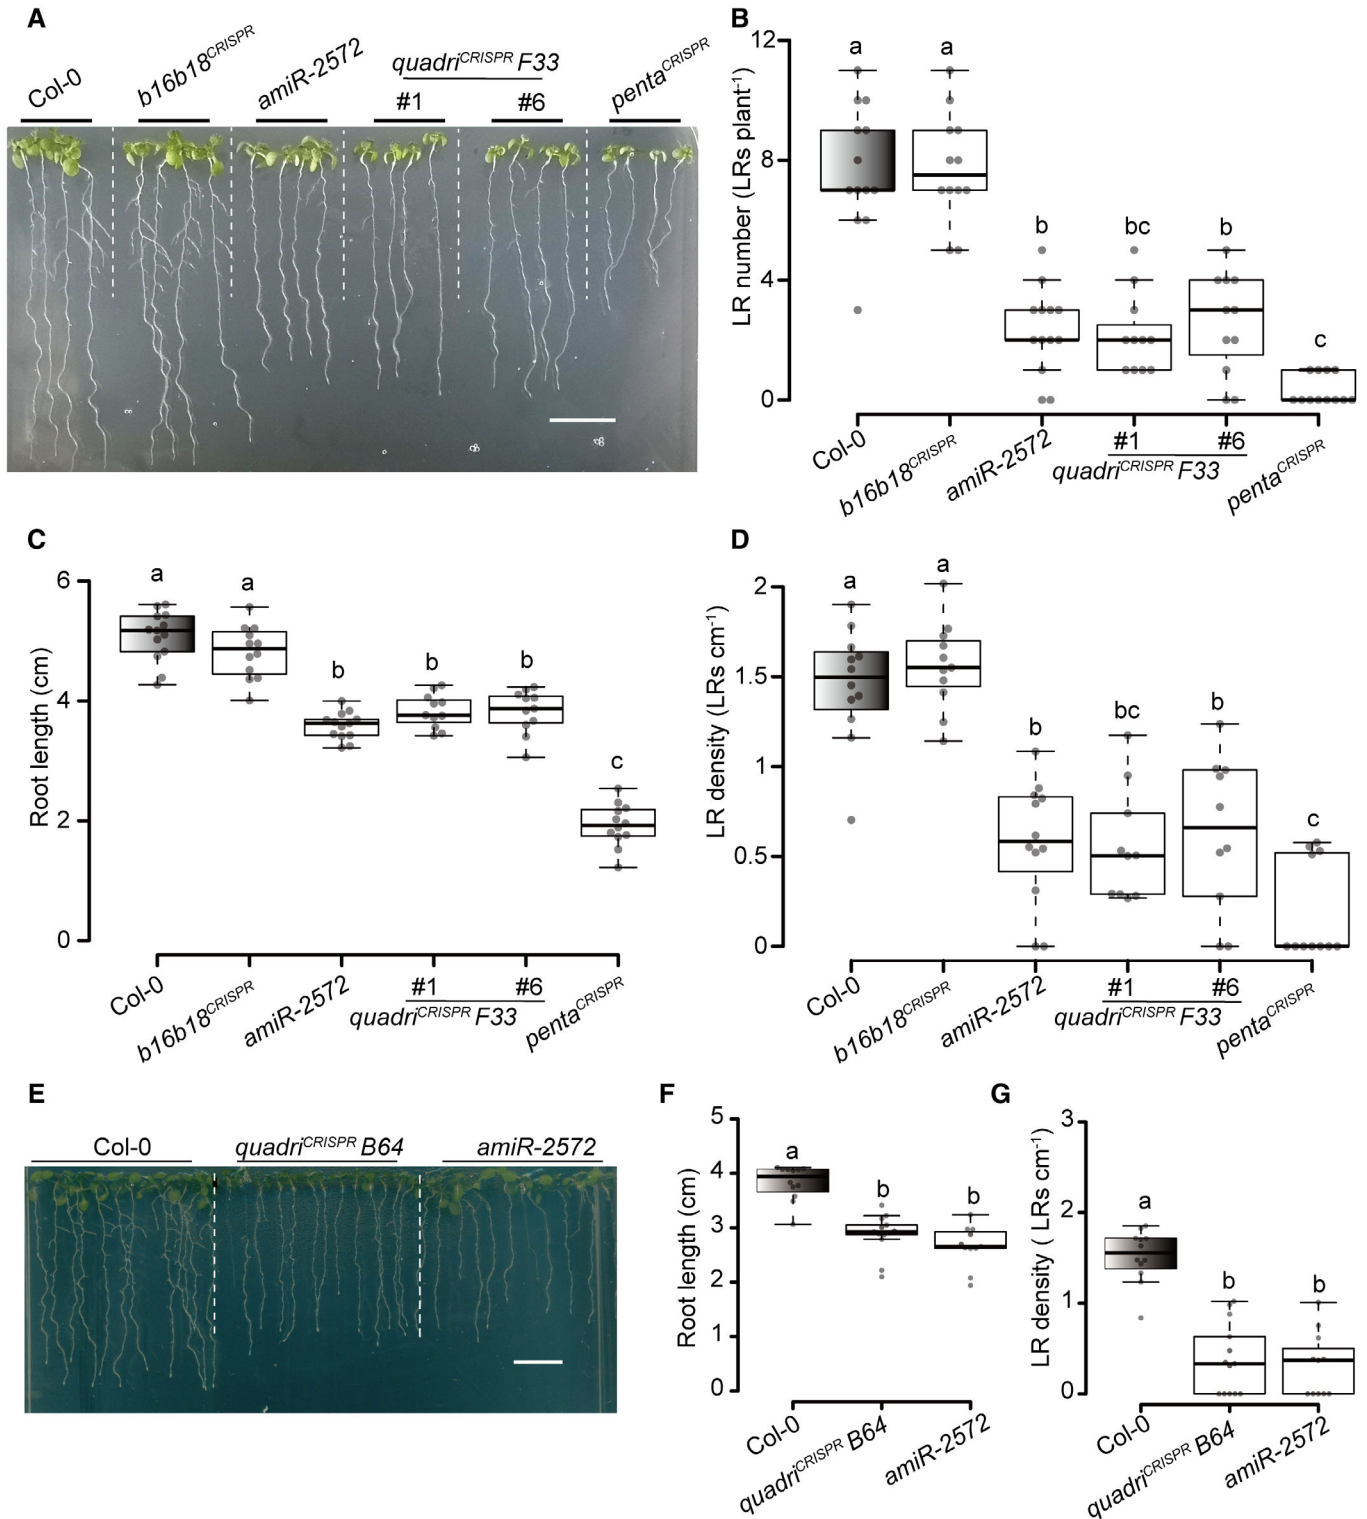 A
Col-0
b16b18CRISPR
amiR-2572
quadriCRISPR F33
#1
#6
pentaCRISPR
B
LR number (LRs plant-1)
12
8
4
0
a
a
b
bc
b
c
Col-0
b16b18CRISPR
amiR-2572
#1
#6
quadriCRISPR F33
pentaCRISPR
C
Root length (cm)
6
4
2
0
a
a
b
b
b
c
Col-0
b16b18CRISPR
amiR-2572
#1
#6
quadriCRISPR F33
pentaCRISPR
D
LR density (LRs cm-1)
2
1.5
1
0.5
0
a
a
b
bc
b
c
Col-0
b16b18CRISPR
amiR-2572
#1
#6
quadriCRISPR F33
pentaCRISPR
E
Col-0
quadriCRISPR B64
amiR-2572
F
Root length (cm)
5
4
3
2
1
0
a
b
b
Col-0
quadriCRISPR B64
amiR-2572
G
LR density ( LRs cm-1)
3
2
1
0
a
b
b
Col-0
quadriCRISPR B64
amiR-2572